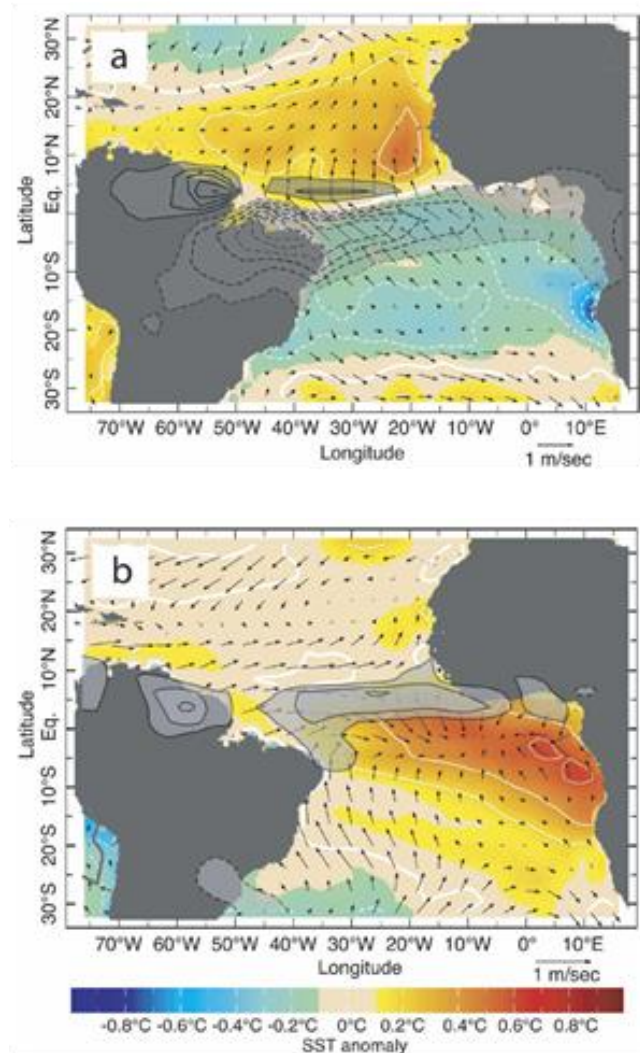 a
30°N
20°N
10°N
Eq.
10°S
20°S
30°S
Latitude
70°W 60°W 50°W 40°W 30°W 20°W 10°W 0° 10°E
Longitude
1 m/sec
b
30°N
20°N
10°N
Eq.
10°S
20°S
30°S
Latitude
70°W 60°W 50°W 40°W 30°W 20°W 10°W 0° 10°E
Longitude
1 m/sec
-0.8°C -0.6°C -0.4°C -0.2°C 0°C 0.2°C 0.4°C 0.6°C 0.8°C
SST anomaly